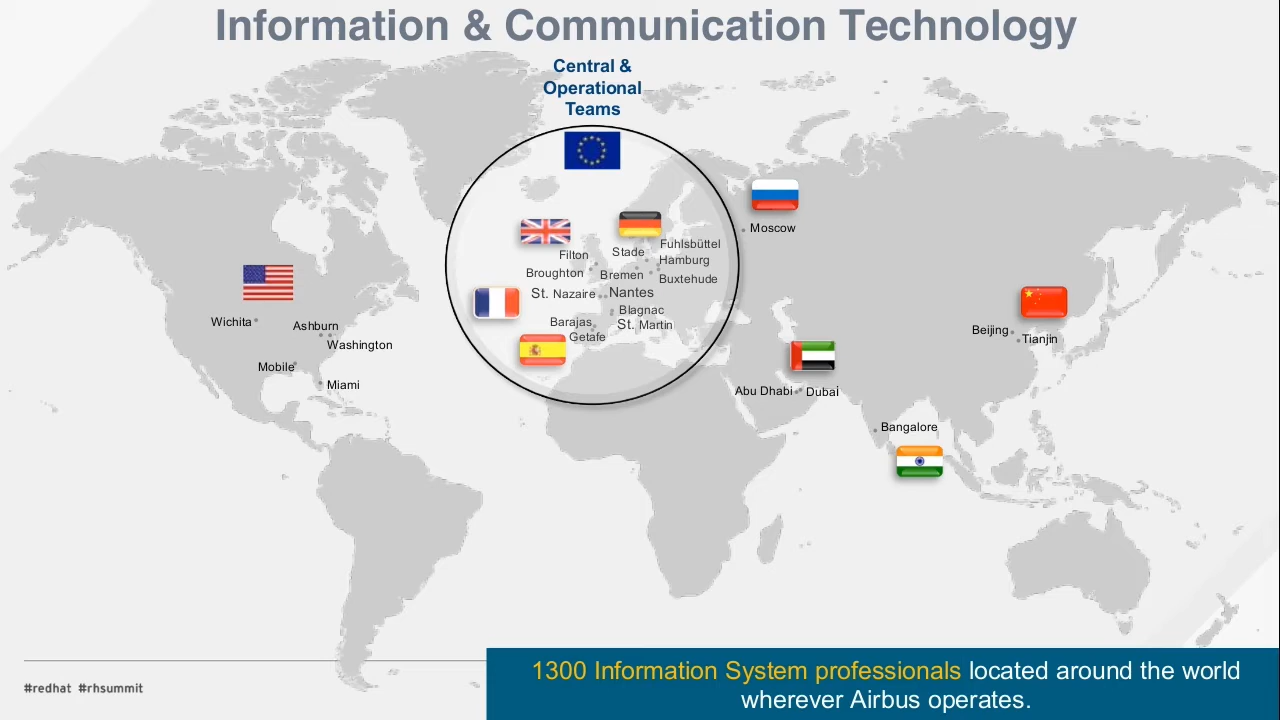 Information & Communication Technology
Central &
Operational
Teams
Moscow
Fuhlsbüttel
Filton
Stade
Hamburg
Broughton
Bremen
Buxtehude
St. Nazaire
Nantes
Blagnac
Barajas
St. Martin
Getafe
Wichita
Ashburn
Washington
Mobile
Miami
Beijing
Tianjin
Abu Dhabi
Dubai
Bangalore
1300 Information System professionals located around the world
wherever Airbus operates.
#redhat #rhsummit